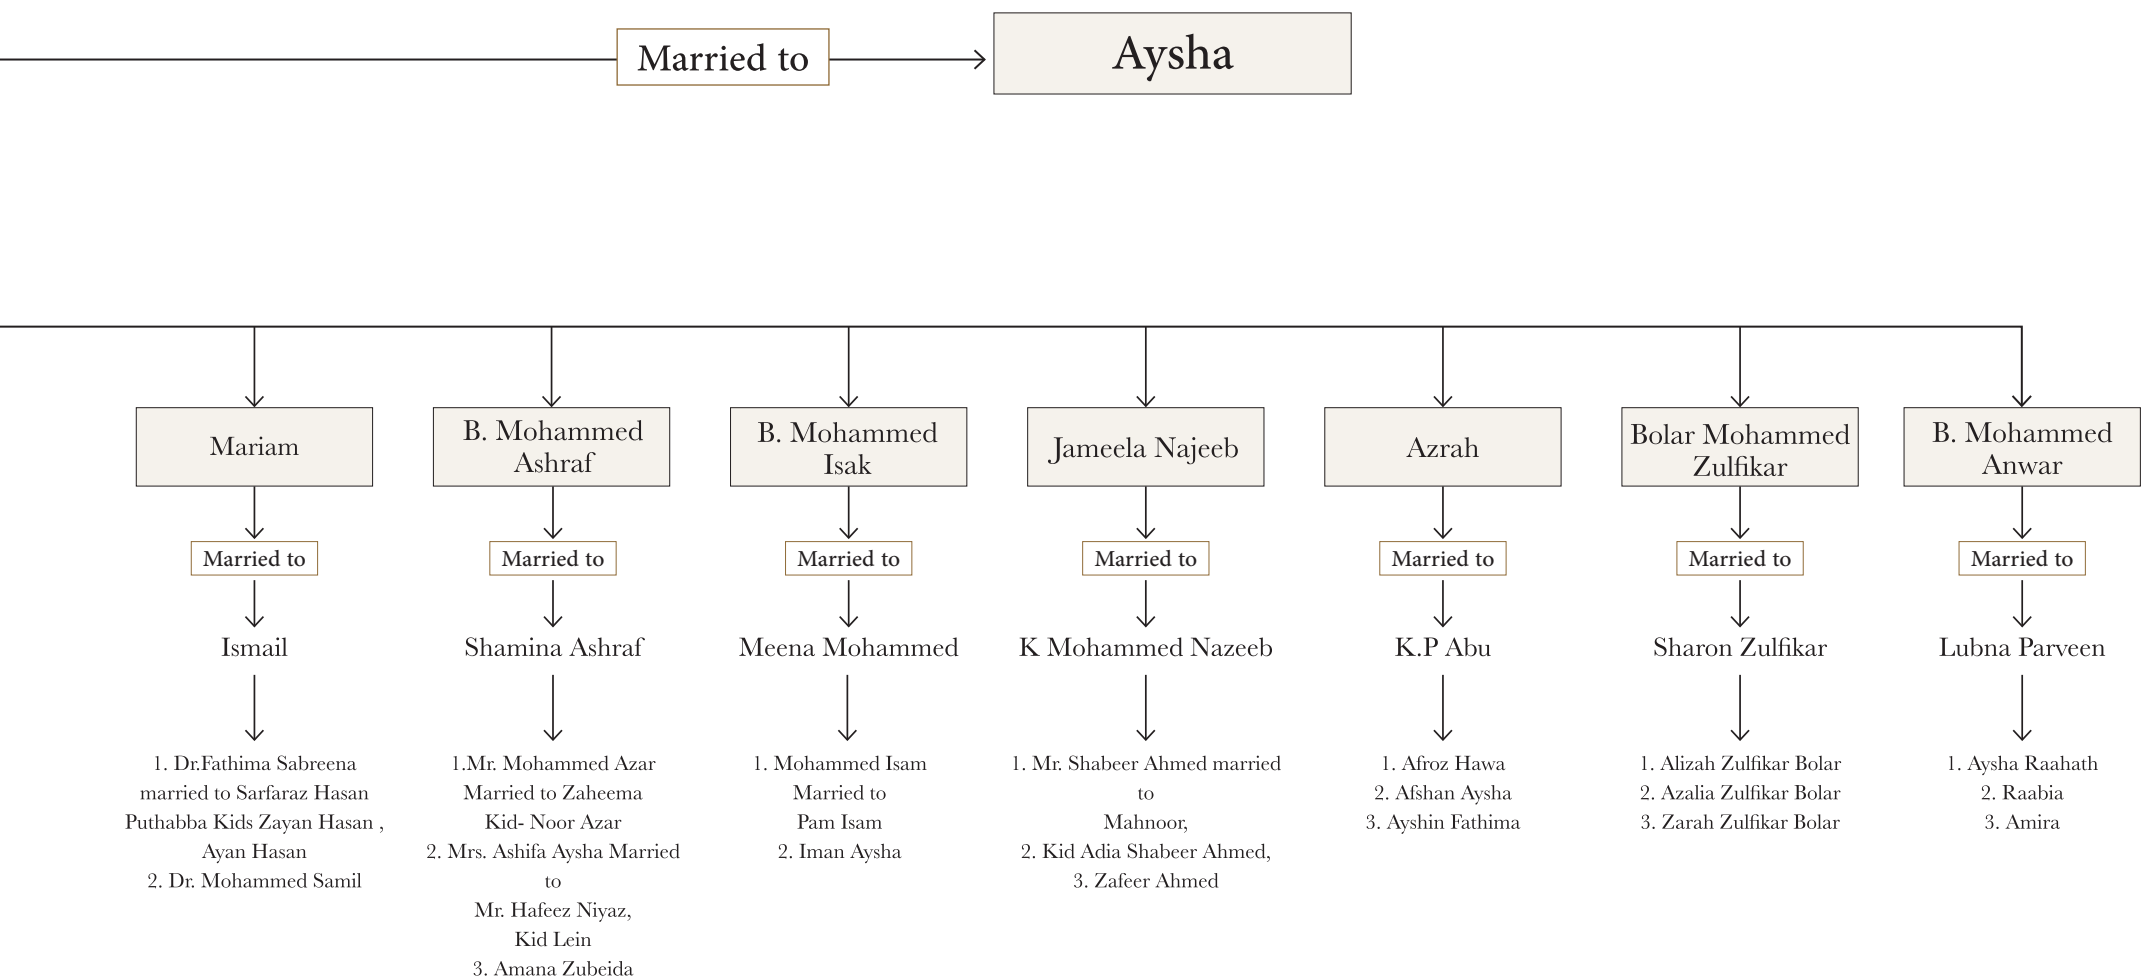 Married to
Aysha
Mariam
B. Mohammed
Ashraf
B. Mohammed
Isak
Jameela Najeeb
Azrah
Bolar Mohammed
Zulfikar
B. Mohammed
Anwar
Married to
Married to
Married to
Married to
Married to
Married to
Married to
Ismail
Shamina Ashraf
Meena Mohammed
K Mohammed Nazeeb
K.P Abu
Sharon Zulfikar
Lubna Parveen
1. Dr.Fathima Sabreena
married to Sarfaraz Hasan
Puthabba Kids Zayan Hasan ,
Ayan Hasan
2. Dr. Mohammed Samil
1.Mr. Mohammed Azar
Married to Zaheema
Kid- Noor Azar
2. Mrs. Ashifa Aysha Married
to
Mr. Hafeez Niyaz,
Kid Lein
3. Amana Zubeida
1. Mohammed Isam
Married to
Pam Isam
2. Iman Aysha
1. Mr. Shabeer Ahmed married
to
Mahnoor,
2. Kid Adia Shabeer Ahmed,
3. Zafeer Ahmed
1. Afroz Hawa
2. Afshan Aysha
3. Ayshin Fathima
1. Alizah Zulfikar Bolar
2. Azalia Zulfikar Bolar
3. Zarah Zulfikar Bolar
1. Aysha Raahath
2. Raabia
3. Amira